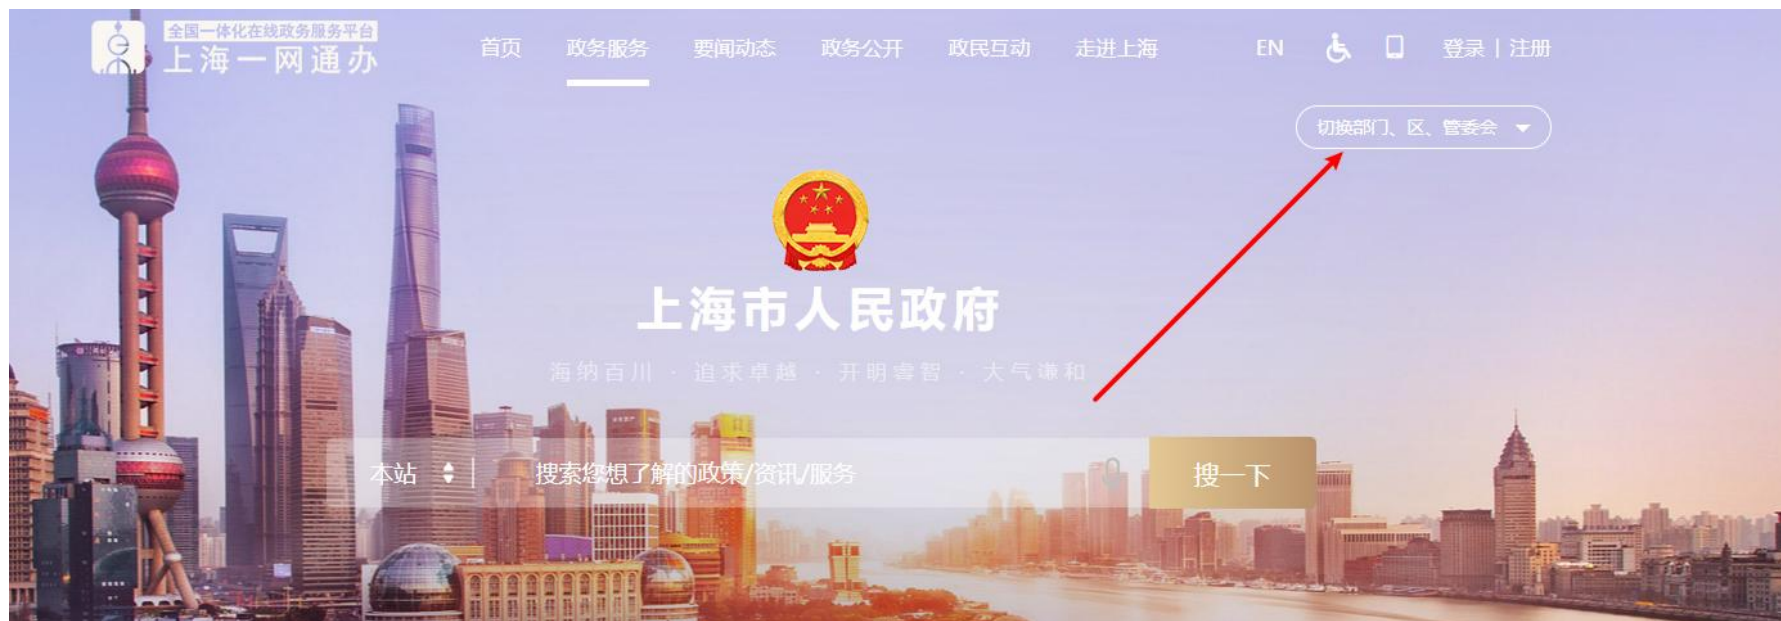 全国一体化在线政务服务平台
上海一网通办
首页 政务服务 要闻动态 政务公开 政民互动 走进上海 EN 登录 | 注册
切换部门、区、管委会
上海市人民政府
海纳百川 · 追求卓越 · 开明睿智 · 大气谦和
本站 搜索您想了解的政策/资讯/服务 搜一下